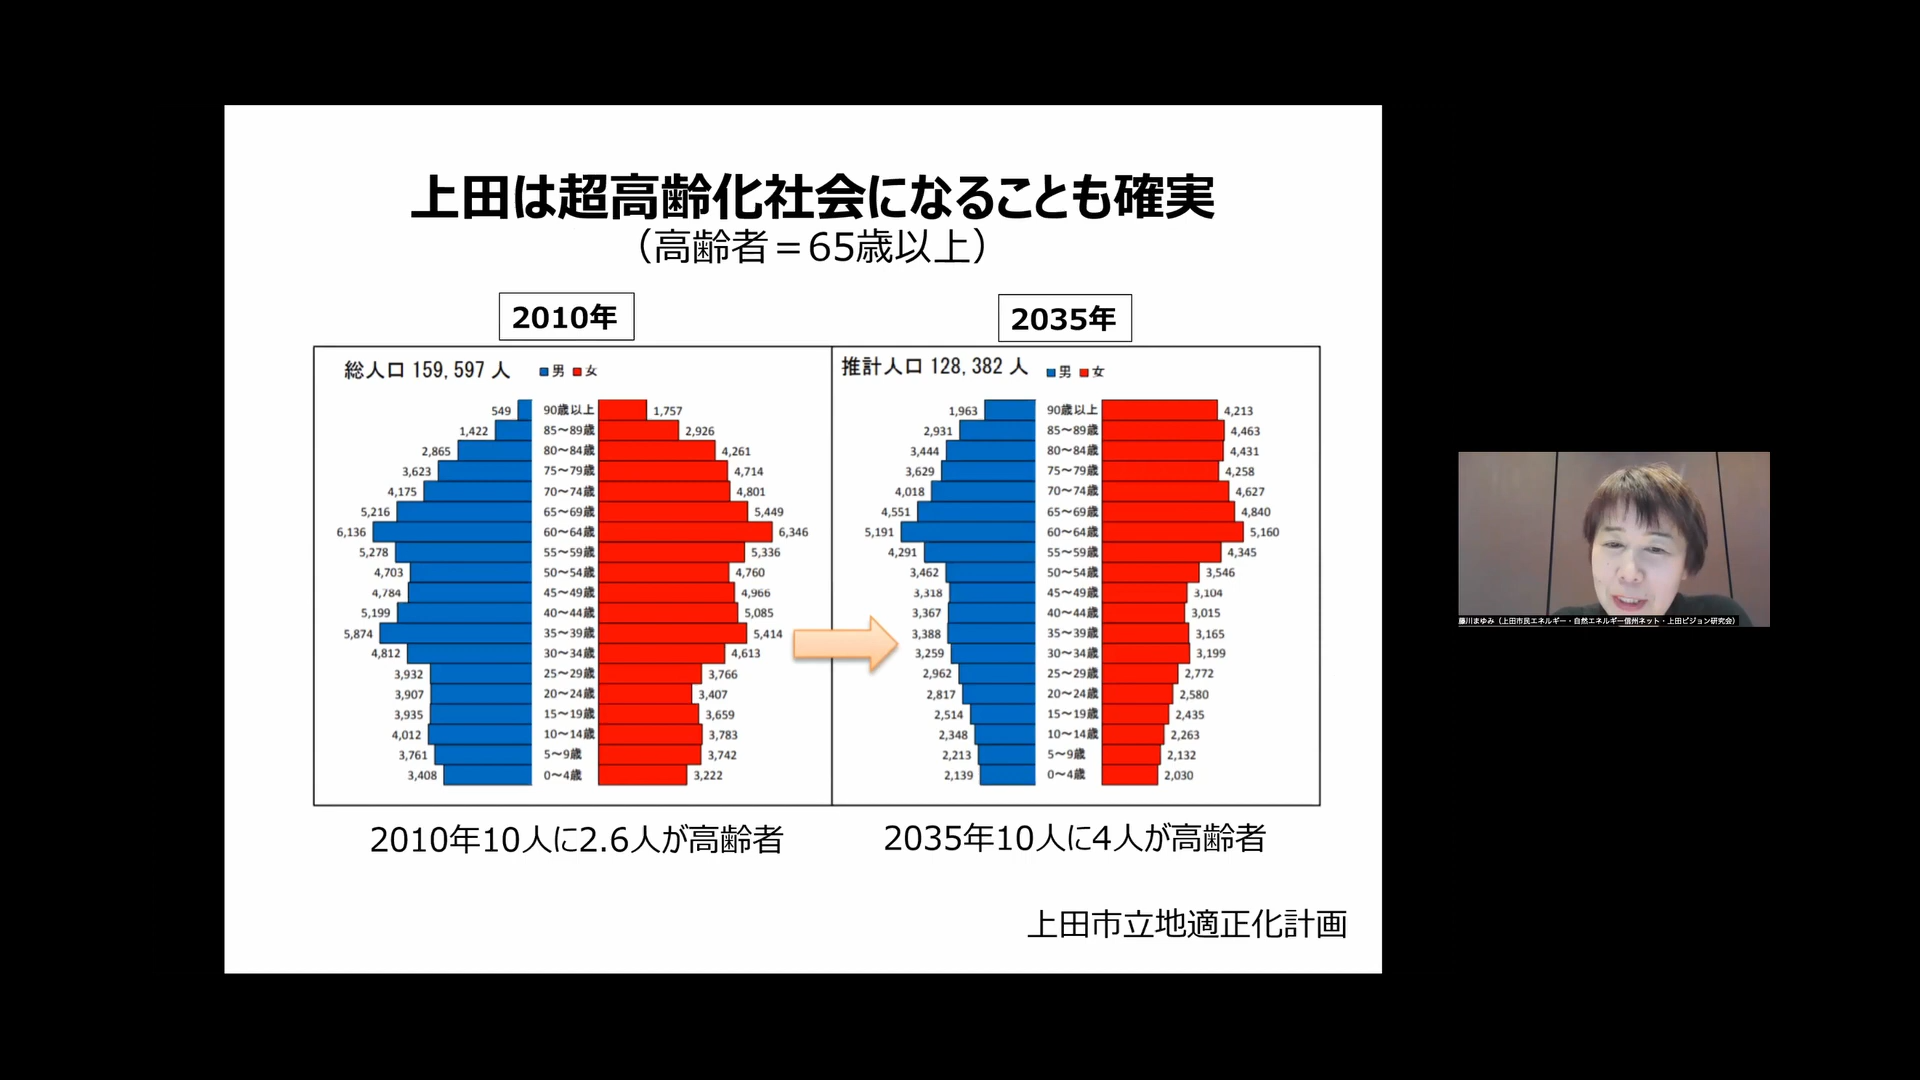 上田は超高齢化社会になることも確実
（高齢者＝65歳以上）
2010年
総人口 159,597 人
男 女
549 90歳以上 1,757
1,422 85～89歳 2,926
2,865 80～84歳 4,261
3,623 75～79歳 4,714
4,175 70～74歳 4,801
5,216 65～69歳 5,449
6,136 60～64歳 6,346
5,278 55～59歳 5,336
4,703 50～54歳 4,760
4,784 45～49歳 4,966
5,199 40～44歳 5,085
5,874 35～39歳 5,414
4,812 30～34歳 4,613
3,932 25～29歳 3,766
3,907 20～24歳 3,407
3,935 15～19歳 3,659
4,012 10～14歳 3,783
3,761 5～9歳 3,742
3,408 0～4歳 3,222
2010年10人に2.6人が高齢者
2035年
推計人口 128,382 人
男 女
1,963 90歳以上 4,213
2,931 85～89歳 4,463
3,444 80～84歳 4,431
3,629 75～79歳 4,258
4,018 70～74歳 4,627
4,551 65～69歳 4,840
5,191 60～64歳 5,160
4,291 55～59歳 4,345
3,462 50～54歳 3,546
3,318 45～49歳 3,104
3,367 40～44歳 3,015
3,388 35～39歳 3,165
3,259 30～34歳 3,199
2,962 25～29歳 2,772
2,817 20～24歳 2,580
2,514 15～19歳 2,435
2,348 10～14歳 2,263
2,213 5～9歳 2,132
2,139 0～4歳 2,030
2035年10人に4人が高齢者
上田市立地適正化計画
藤川まゆみ（上田市民エネルギー・自然エネルギー信州ネット・上田ビジョン研究会）